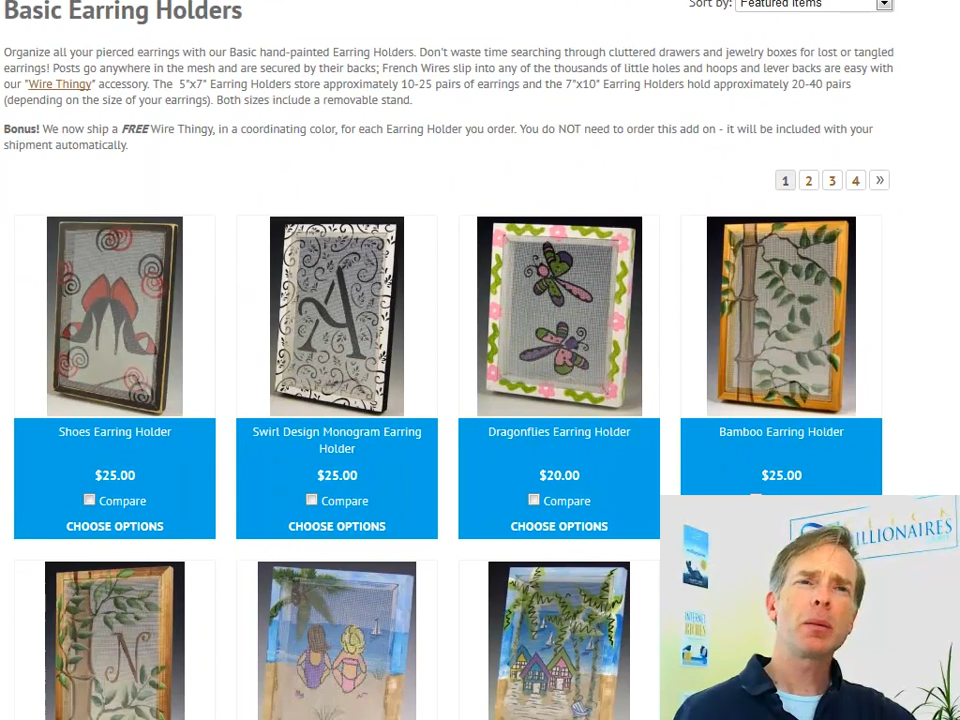 Basic Earring Holders
Sort by: Featured Items
Organize all your pierced earrings with our Basic hand-painted Earring Holders. Don't waste time searching through cluttered drawers and jewelry boxes for lost or tangled
earrings! Posts go anywhere in the mesh and are secured by their backs; French Wires slip into any of the thousands of little holes and hoops and lever backs are easy with
our "Wire Thingy" accessory. The 5"x7" Earring Holders store approximately 10-25 pairs of earrings and the 7"x10" Earring Holders hold approximately 20-40 pairs
(depending on the size of your earrings). Both sizes include a removable stand.
Bonus! We now ship a FREE Wire Thingy, in a coordinating color, for each Earring Holder you order. You do NOT need to order this add on - it will be included with your
shipment automatically.
1 2 3 4 »
A
Shoes Earring Holder
$25.00
Compare
CHOOSE OPTIONS
Swirl Design Monogram Earring
Holder
$25.00
Compare
CHOOSE OPTIONS
Dragonflies Earring Holder
$20.00
Compare
CHOOSE OPTIONS
Bamboo Earring Holder
$25.00
N
ILLIONAIRES
INTERNET
RICHES